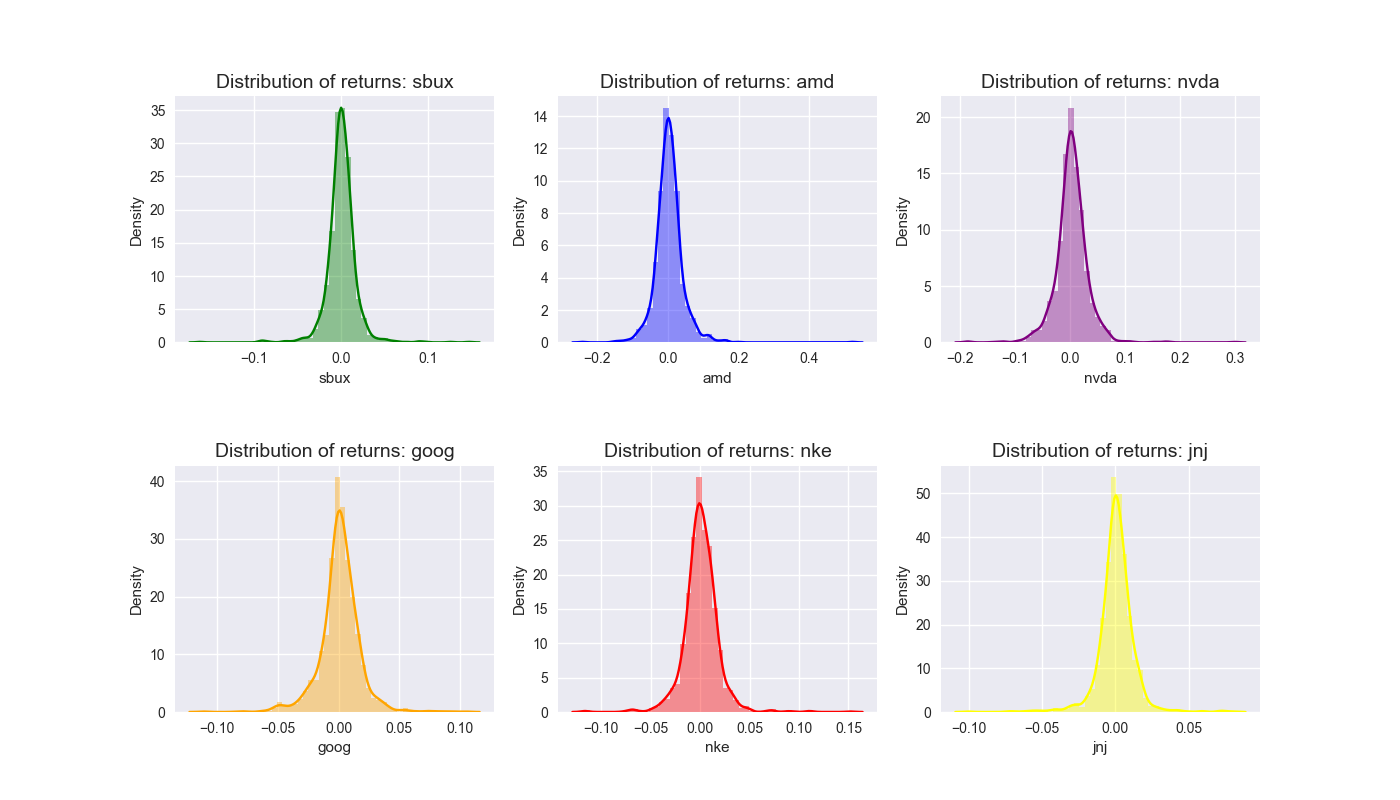 Distribution of returns: sbux
35
30
25
20
15
10
5
0
Density
−0.1 0.0 0.1
sbux
Distribution of returns: amd
14
12
10
8
6
4
2
0
Density
−0.2 0.0 0.2 0.4
amd
Distribution of returns: nvda
20
15
10
5
0
Density
−0.2 −0.1 0.0 0.1 0.2 0.3
nvda
Distribution of returns: goog
40
30
20
10
0
Density
−0.10 −0.05 0.00 0.05 0.10
goog
Distribution of returns: nke
35
30
25
20
15
10
5
0
Density
−0.10 −0.05 0.00 0.05 0.10 0.15
nke
Distribution of returns: jnj
50
40
30
20
10
0
Density
−0.10 −0.05 0.00 0.05
jnj